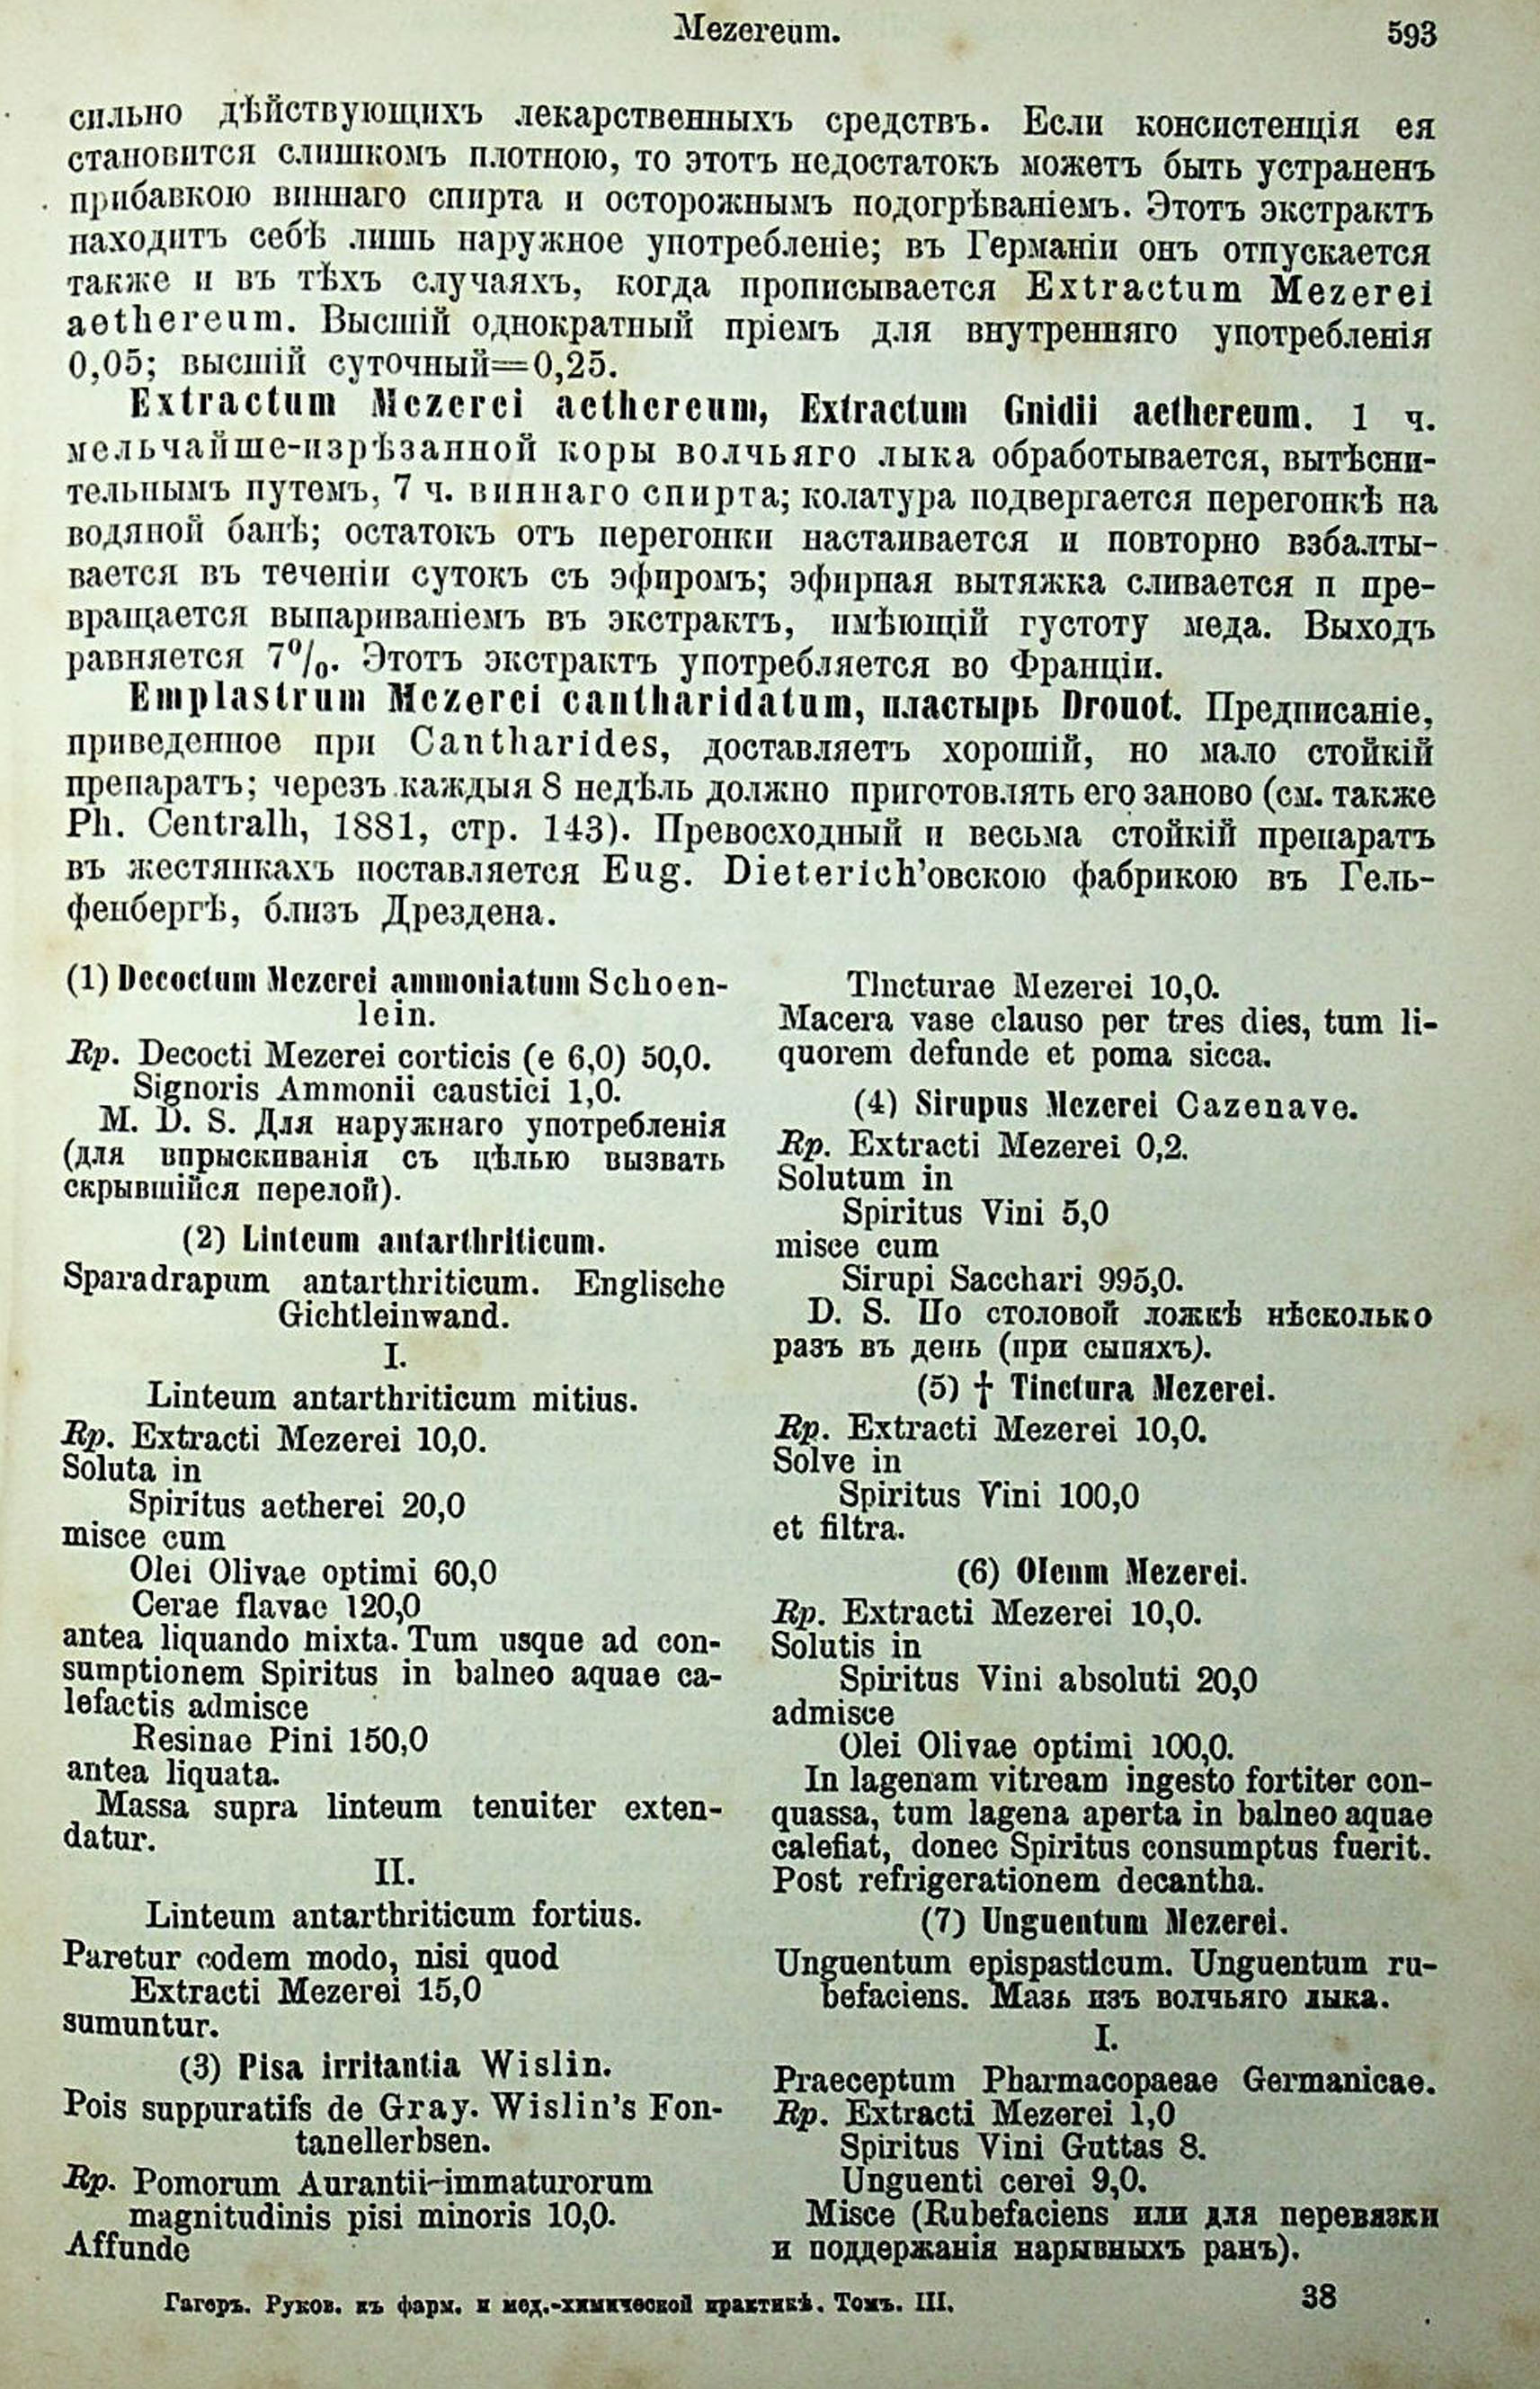 Mezereum.
593
сильно дѣйствующихъ лекарственныхъ средствъ. Если консистенція ея
становится слишкомъ плотною, то этотъ недостатокъ можетъ быть устраненъ
прибавкою виннаго спирта и осторожнымъ подогрѣваніемъ. Этотъ экстрактъ
находитъ себѣ лишь наружное употребленіе; въ Германіи онъ отпускается
также и въ тѣхъ случаяхъ, когда прописывается Extractum Mezerei
aethereum. Высшій однократный пріемъ для внутренняго употребленія
0,05; высшій суточный=0,25.
Extractum Mezerei aethereum, Extractum Gnidii aethereum. 1 ч.
мельчайше-изрѣзанной коры волчьяго лыка обработывается, вытѣсни-
тельнымъ путемъ, 7 ч. виннаго спирта; колатура подвергается перегонкѣ на
водяной банѣ; остатокъ отъ перегонки настаивается и повторно взбалты-
вается въ теченіи сутокъ съ эфиромъ; эфирная вытяжка сливается п пре-
вращается выпариваніемъ въ экстрактъ, имѣющій густоту меда. Выходъ
равняется 7%. Этотъ экстрактъ употребляется во Франціи.
Emplastrum Mezerei cantharidatum, пластырь Drouot. Предписаніе,
приведенное при Cantharides, доставляетъ хорошій, но мало стойкій
препаратъ; черезъ каждыя 8 недѣль должно приготовлять его заново (см. также
Ph. Centralh, 1881, стр. 143). Превосходный и весьма стойкій препаратъ
въ жестянкахъ поставляется Eug. Dieterich’овскою фабрикою въ Гель-
фенбергѣ, близъ Дрездена.
(1) Decoctum Mezerei ammoniatum Schoen-
lein.
Rp. Decocti Mezerei corticis (e 6,0) 50,0.
Signoris Ammonii caustici 1,0.
M. D. S. Для наружнаго употребленія
(для впрыскиванія съ цѣлью вызвать
скрывшійся перелой).
(2) Linteum antarthriticum.
Sparadrapum antarthriticum. Englische
Gichtleinwand.
I.
Linteum antarthriticum mitius.
Rp. Extracti Mezerei 10,0.
Soluta in
Spiritus aetherei 20,0
misce cum
Olei Olivae optimi 60,0
Cerae flavae 120,0
antea liquando mixta. Tum usque ad con-
sumptionem Spiritus in balneo aquae ca-
lefactis admisce
Resinae Pini 150,0
antea liquata.
Massa supra linteum tenuiter exten-
datur.
II.
Linteum antarthriticum fortius.
Paretur eodem modo, nisi quod
Extracti Mezerei 15,0
sumuntur.
(3) Pisa irritantia Wislin.
Pois suppuratifs de Gray. Wislin's Fon-
tanellerbsen.
Rp. Pomorum Aurantii-immaturorum
magnitudinis pisi minoris 10,0.
Affunde
Tincturae Mezerei 10,0.
Macera vase clauso per tres dies, tum li-
quorem defunde et poma sicca.
(4) Sirupus Mezerei Cazenave.
Rp. Extracti Mezerei 0,2.
Solutum in
Spiritus Vini 5,0
misce cum
Sirupi Sacchari 995,0.
D. S. По столовой ложкѣ нѣсколько
разъ въ день (при сыпяхъ).
(5) † Tinctura Mezerei.
Rp. Extracti Mezerei 10,0.
Solve in
Spiritus Vini 100,0
et filtra.
(6) Oleum Mezerei.
Rp. Extracti Mezerei 10,0.
Solutis in
Spiritus Vini absoluti 20,0
admisce
Olei Olivae optimi 100,0.
In lagenam vitream ingesto fortiter con-
quassa, tum lagena aperta in balneo aquae
calefiat, donec Spiritus consumptus fuerit.
Post refrigerationem decantha.
(7) Unguentum Mezerei.
Unguentum epispasticum. Unguentum ru-
befaciens. Мазь изъ волчьяго лыка.
I.
Praeceptum Pharmacopaeae Germanicae.
Rp. Extracti Mezerei 1,0
Spiritus Vini Guttas 8.
Unguenti cerei 9,0.
Misce (Rubefaciens или для перевязки
и поддержанія нарывныхъ ранъ).
Гагеръ. Руков. къ фарм. и мед.-химической практикѣ. Томъ. III.
38